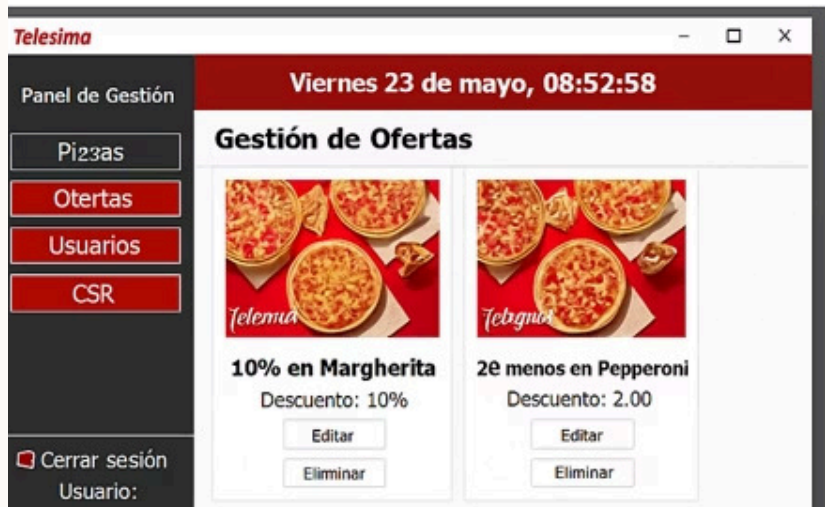 Telesima
Panel de Gestión
Pi23as
Otertas
Usuarios
CSR
Cerrar sesión
Usuario:
Viernes 23 de mayo, 08:52:58
Gestión de Ofertas
10% en Margherita
Descuento: 10%
Editar
Eliminar
2e menos en Pepperoni
Descuento: 2.00
Editar
Eliminar